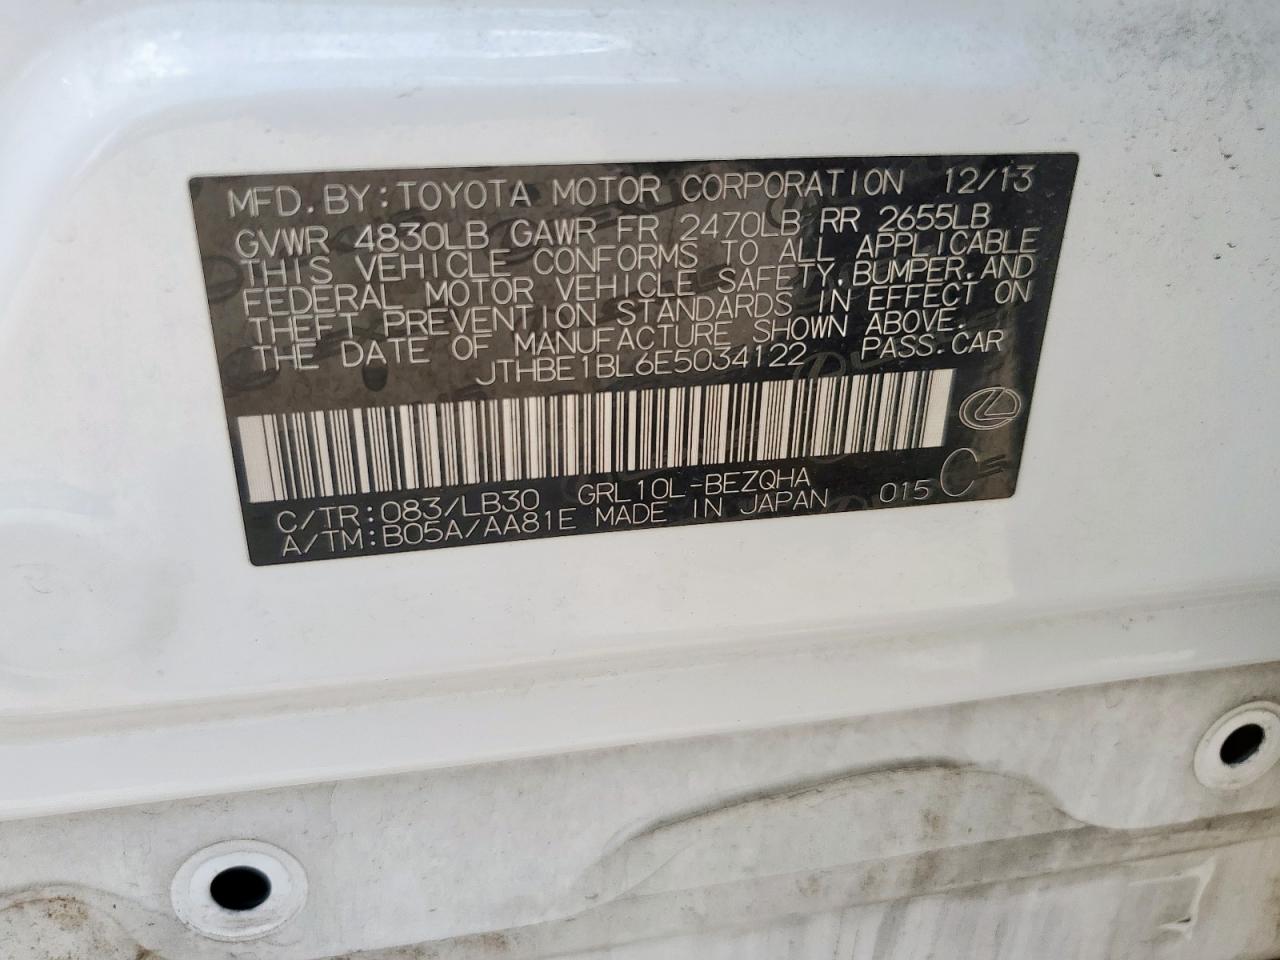 MFD. BY: TOYOTA MOTOR CORPORATION 12/13
GVWR 4830LB GAWR FR 2470LB RR 2655LB
THIS VEHICLE CONFORMS TO ALL APPLICABLE
FEDERAL MOTOR VEHICLE SAFETY, BUMPER, AND
THEFT PREVENTION STANDARDS IN EFFECT ON
THE DATE OF MANUFACTURE SHOWN ABOVE.
JTHBE1BL6E5034122 PASS. CAR
C/TR: 083/LB30 GRL10L-BEZQHA
A/TM: B05A/AA81E MADE IN JAPAN 015